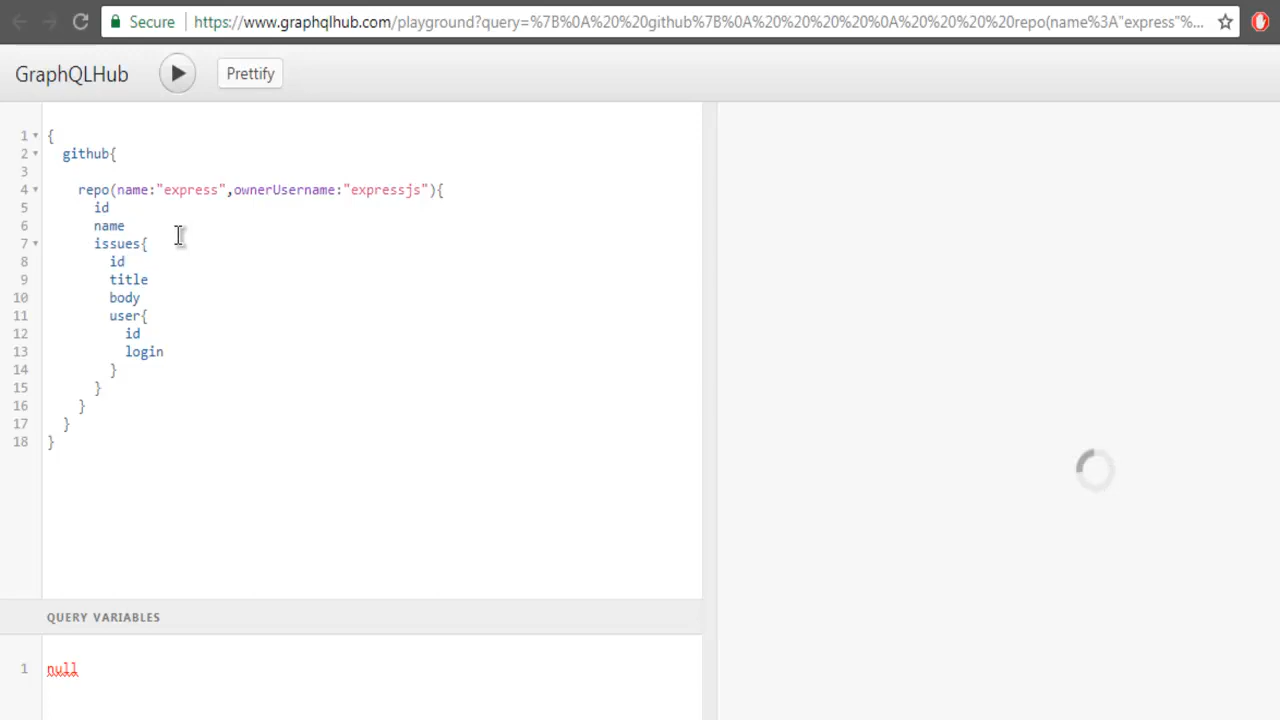 Secure https://www.graphqlhub.com/playground?query=%7B%0A%20%20github%7B%0A%20%20%20%20%0A%20%20%20%20repo(name%3A"express"%...
GraphQLHub Prettify
1 {
2 github{
3
4 repo(name:"express",ownerUsername:"expressjs"){
5 id
6 name
7 issues{
8 id
9 title
10 body
11 user{
12 id
13 login
14 }
15 }
16 }
17 }
18 }
QUERY VARIABLES
1 null